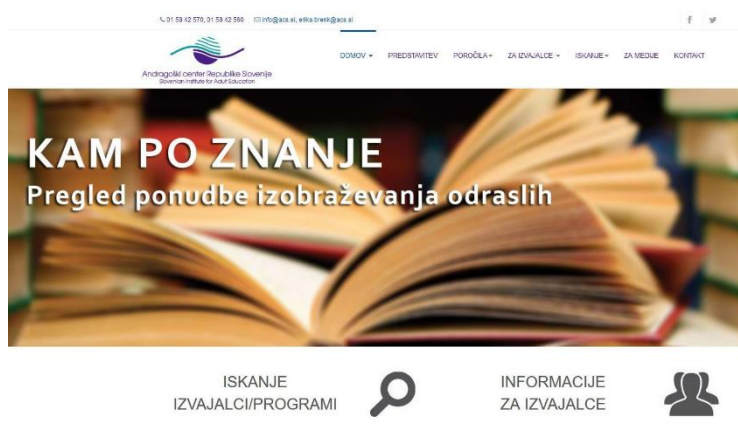 01 58 42 570, 01 58 42 560 info@acs.si, erika.brenk@acs.si
Andragoški center Republike Slovenije
Slovenian Institute for Adult Education
DOMOV PREDSTAVITEV POROČILA ZA IZVAJALCE ISKANJE ZA MEDIJE KONTAKT
KAM PO ZNANJE
Pregled ponudbe izobraževanja odraslih
ISKANJE
IZVAJALCI/PROGRAMI
INFORMACIJE
ZA IZVAJALCE